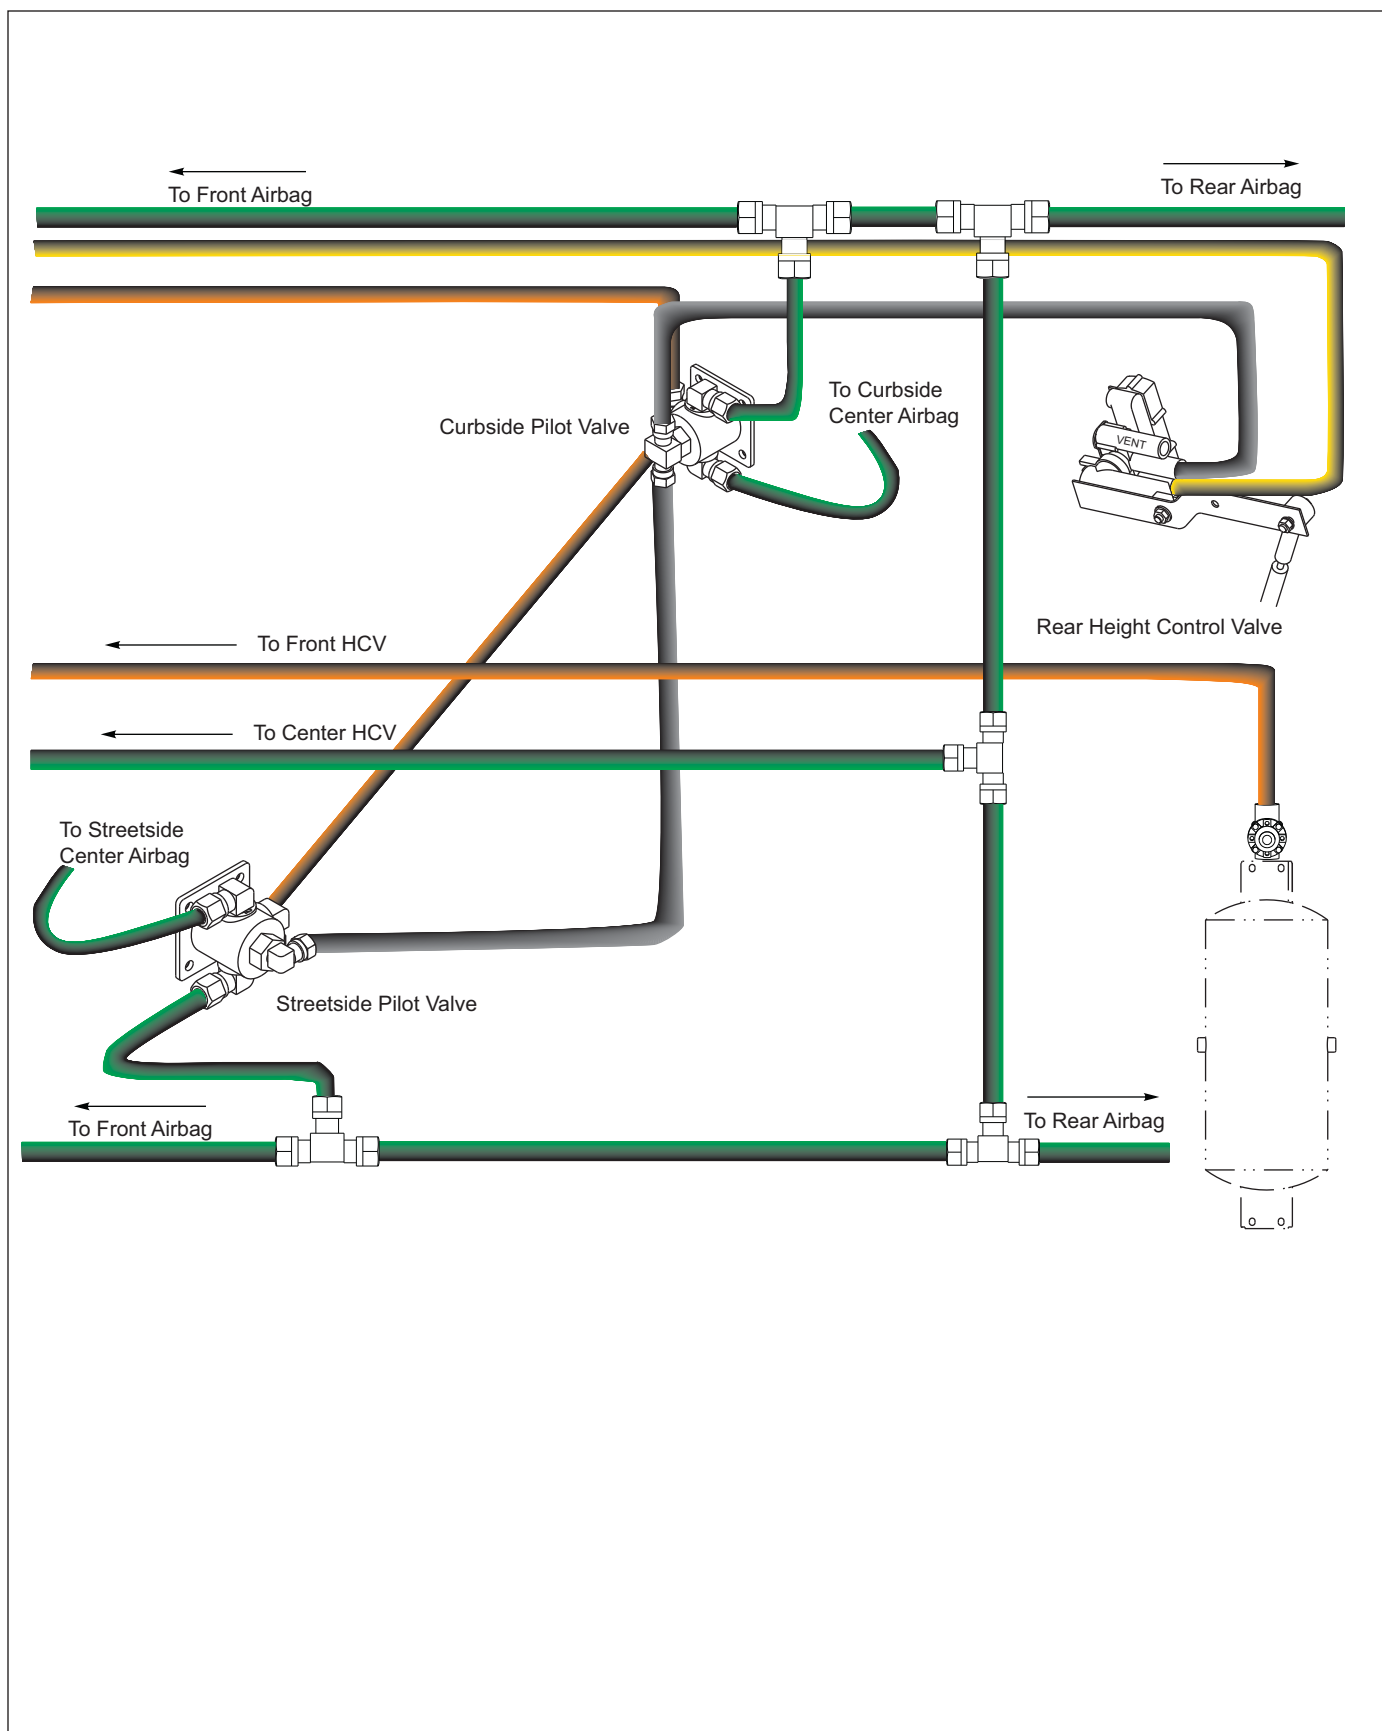 To Front Airbag
To Rear Airbag
To Curbside
Center Airbag
Curbside Pilot Valve
VENT
Rear Height Control Valve
To Front HCV
To Center HCV
To Streetside
Center Airbag
Streetside Pilot Valve
To Front Airbag
To Rear Airbag